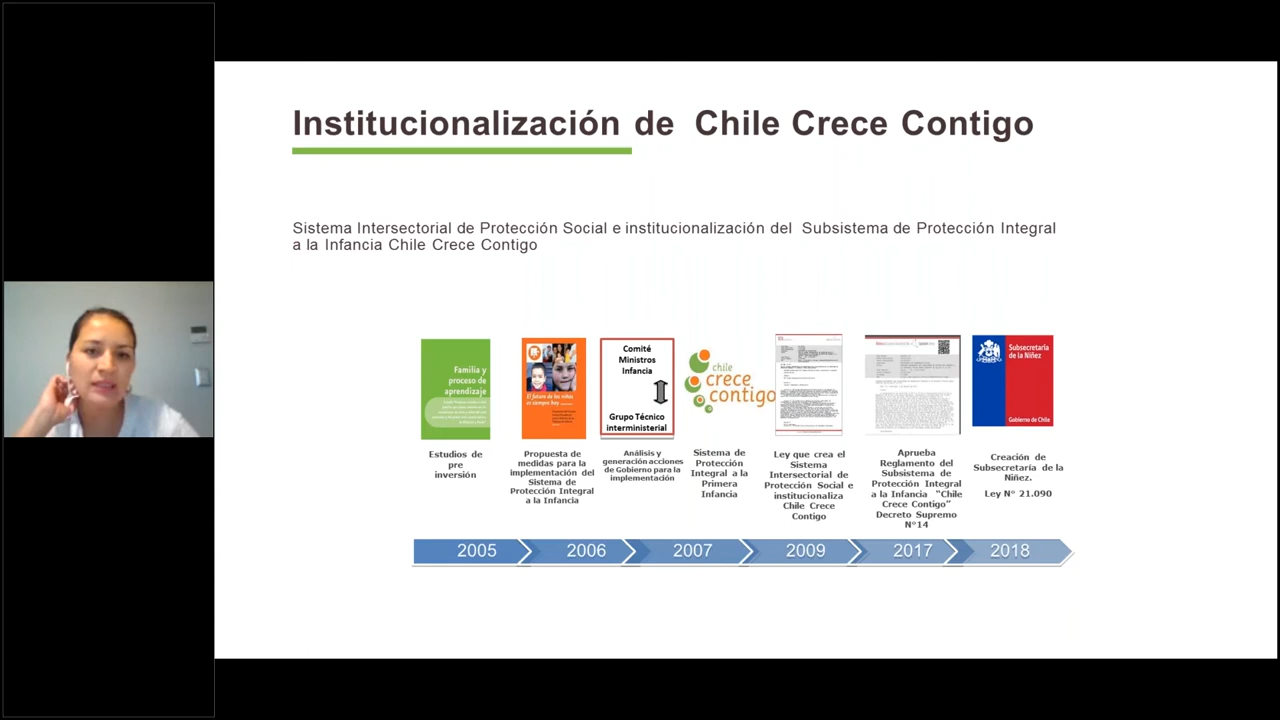 Institucionalización de Chile Crece Contigo
Sistema Intersectorial de Protección Social e institucionalización del Subsistema de Protección Integral
a la Infancia Chile Crece Contigo
Familia y
proceso de
aprendizaje
Estudios de
pre
inversión
El futuro de los niños
es siempre hoy
Propuesta de
medidas para la
implementación del
Sistema de
Protección Integral
a la Infancia
Comité
Ministros
Infancia
Grupo Técnico
interministerial
Análisis y
generación acciones
de Gobierno para la
implementación
chile
crece
contigo
Sistema de
Protección
Integral a la
Primera
Infancia
Ley que crea el
Sistema
Intersectorial de
Protección Social e
institucionaliza
Chile Crece
Contigo
Aprueba
Reglamento del
Subsistema de
Protección Integral
a la Infancia "Chile
Crece Contigo"
Decreto Supremo
N°14
Subsecretaría
de la Niñez
Gobierno de Chile
Creación de
Subsecretaría de la
Niñez.
Ley N° 21.090
2005
2006
2007
2009
2017
2018